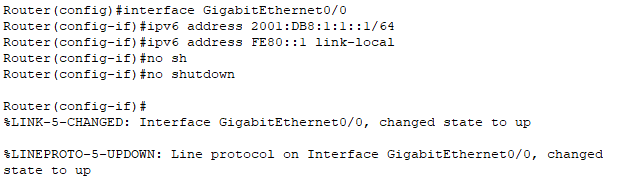 Router(config)#interface GigabitEthernet0/0
Router(config-if)#ipv6 address 2001:DB8:1:1::1/64
Router(config-if)#ipv6 address FE80::1 link-local
Router(config-if)#no sh
Router(config-if)#no shutdown

Router(config-if)#
%LINK-5-CHANGED: Interface GigabitEthernet0/0, changed state to up

%LINEPROTO-5-UPDOWN: Line protocol on Interface GigabitEthernet0/0, changed
state to up